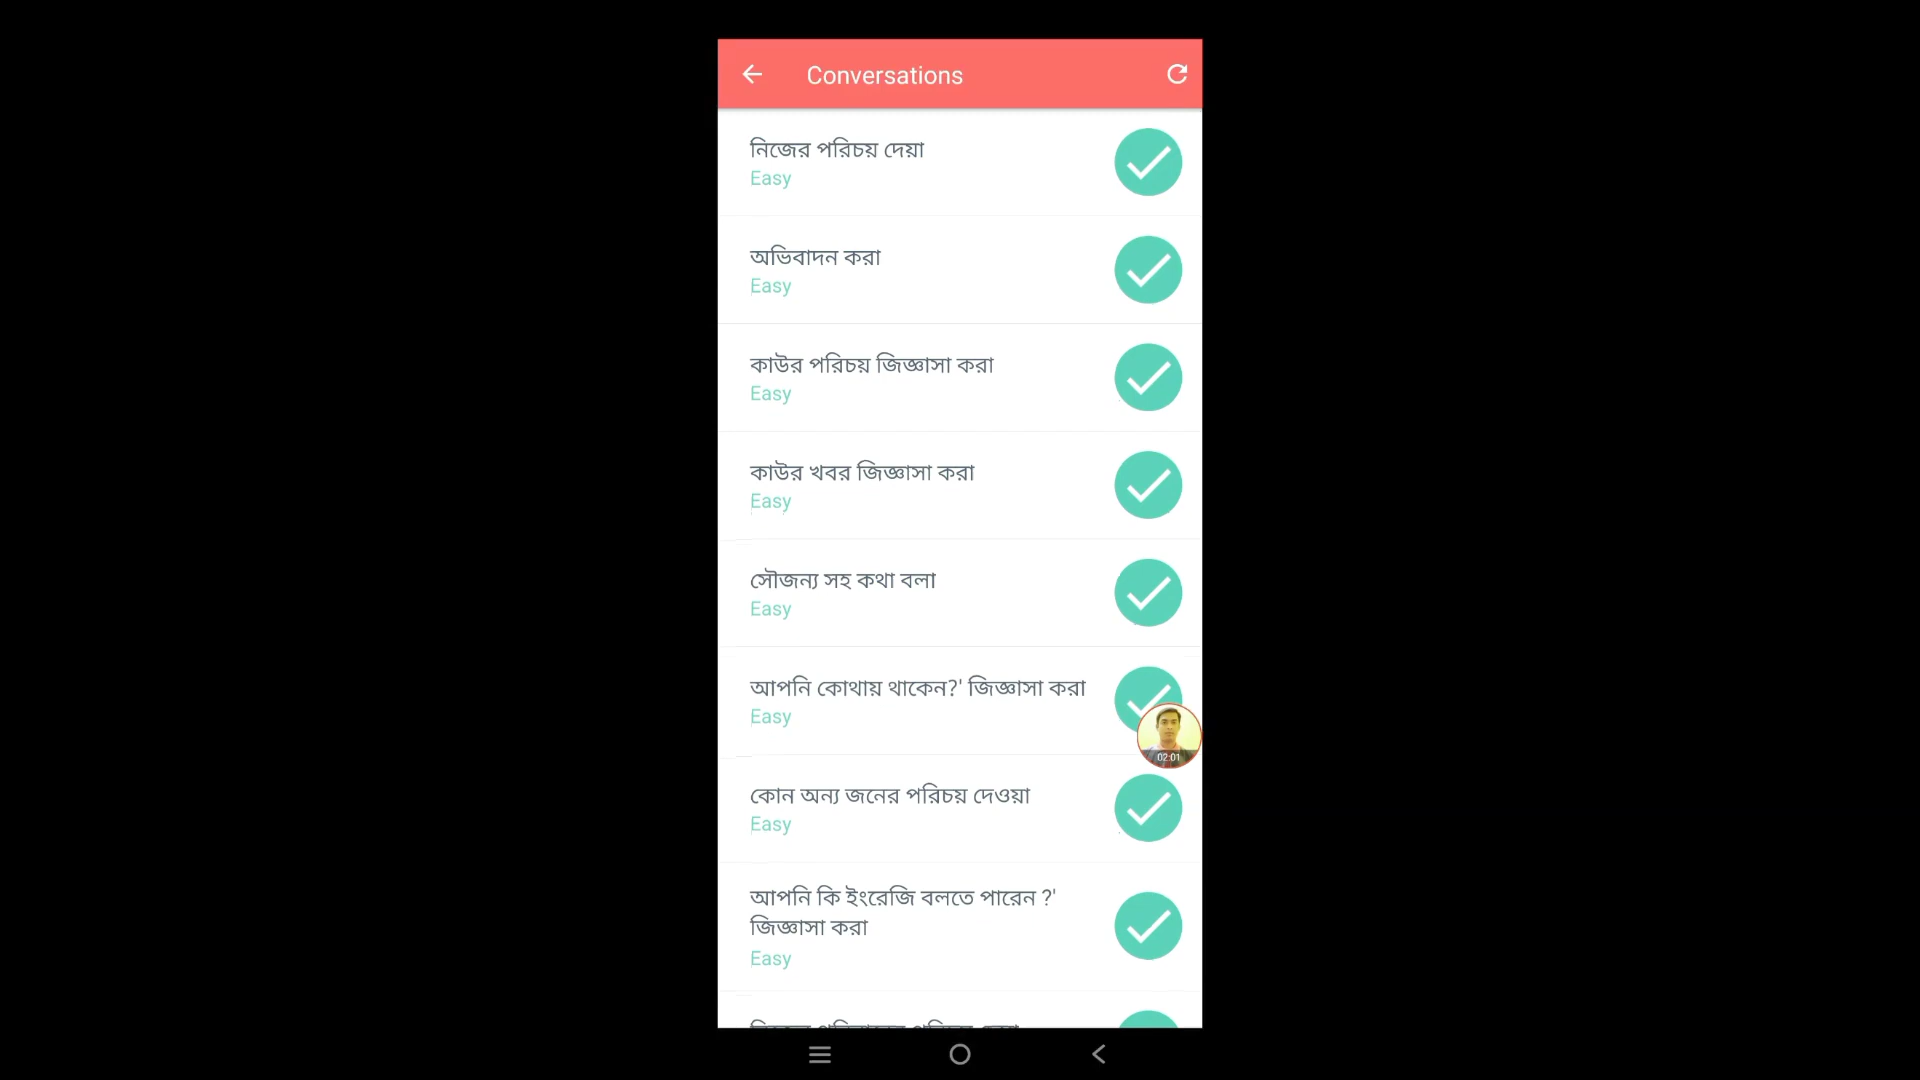 Conversations
নিজের পরিচয় দেয়া
Easy
অভিবাদন করা
Easy
কাউর পরিচয় জিজ্ঞাসা করা
Easy
কাউর খবর জিজ্ঞাসা করা
Easy
সৌজন্য সহ কথা বলা
Easy
আপনি কোথায় থাকেন?' জিজ্ঞাসা করা
Easy
02:01
কোন অন্য জনের পরিচয় দেওয়া
Easy
আপনি কি ইংরেজি বলতে পারেন ?'
জিজ্ঞাসা করা
Easy